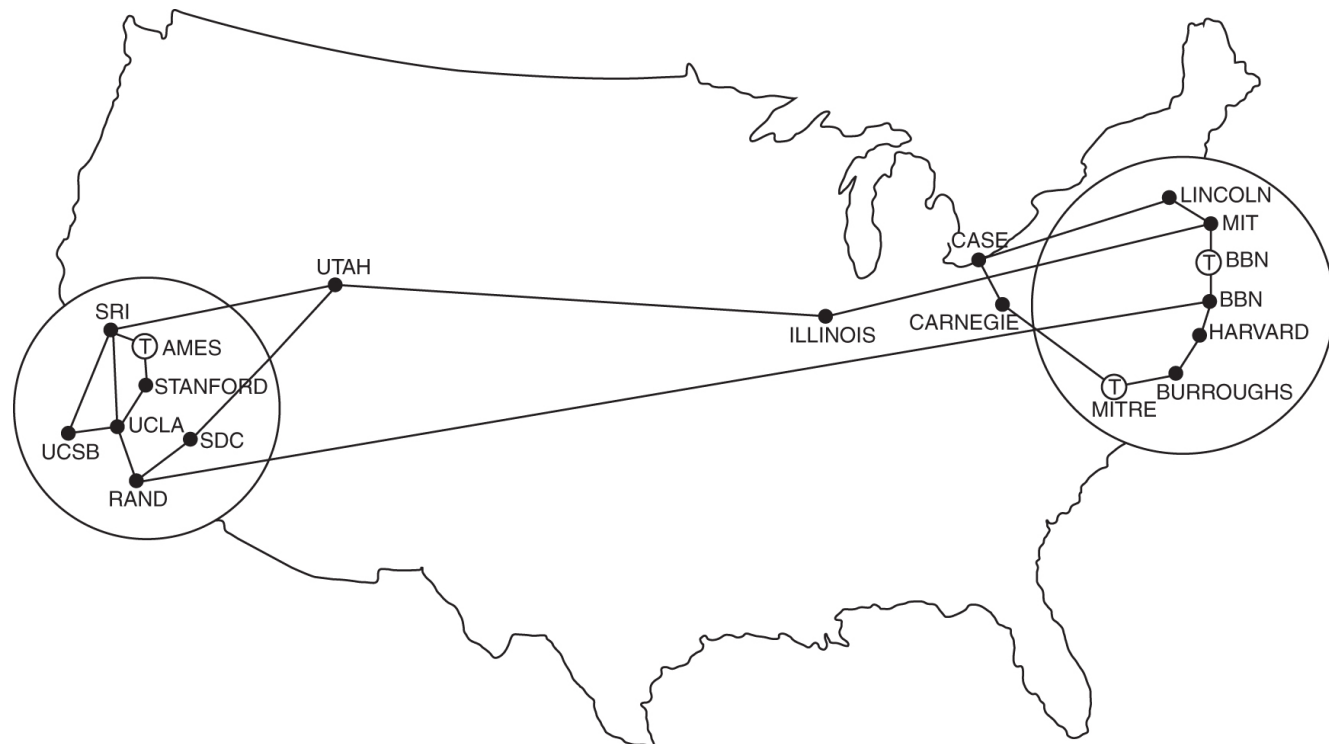 LINCOLN
MIT
CASE
T BBN
UTAH
BBN
SRI
CARNEGIE
ILLINOIS
HARVARD
T AMES
STANFORD
T
BURROUGHS
MITRE
UCLA
SDC
UCSB
RAND